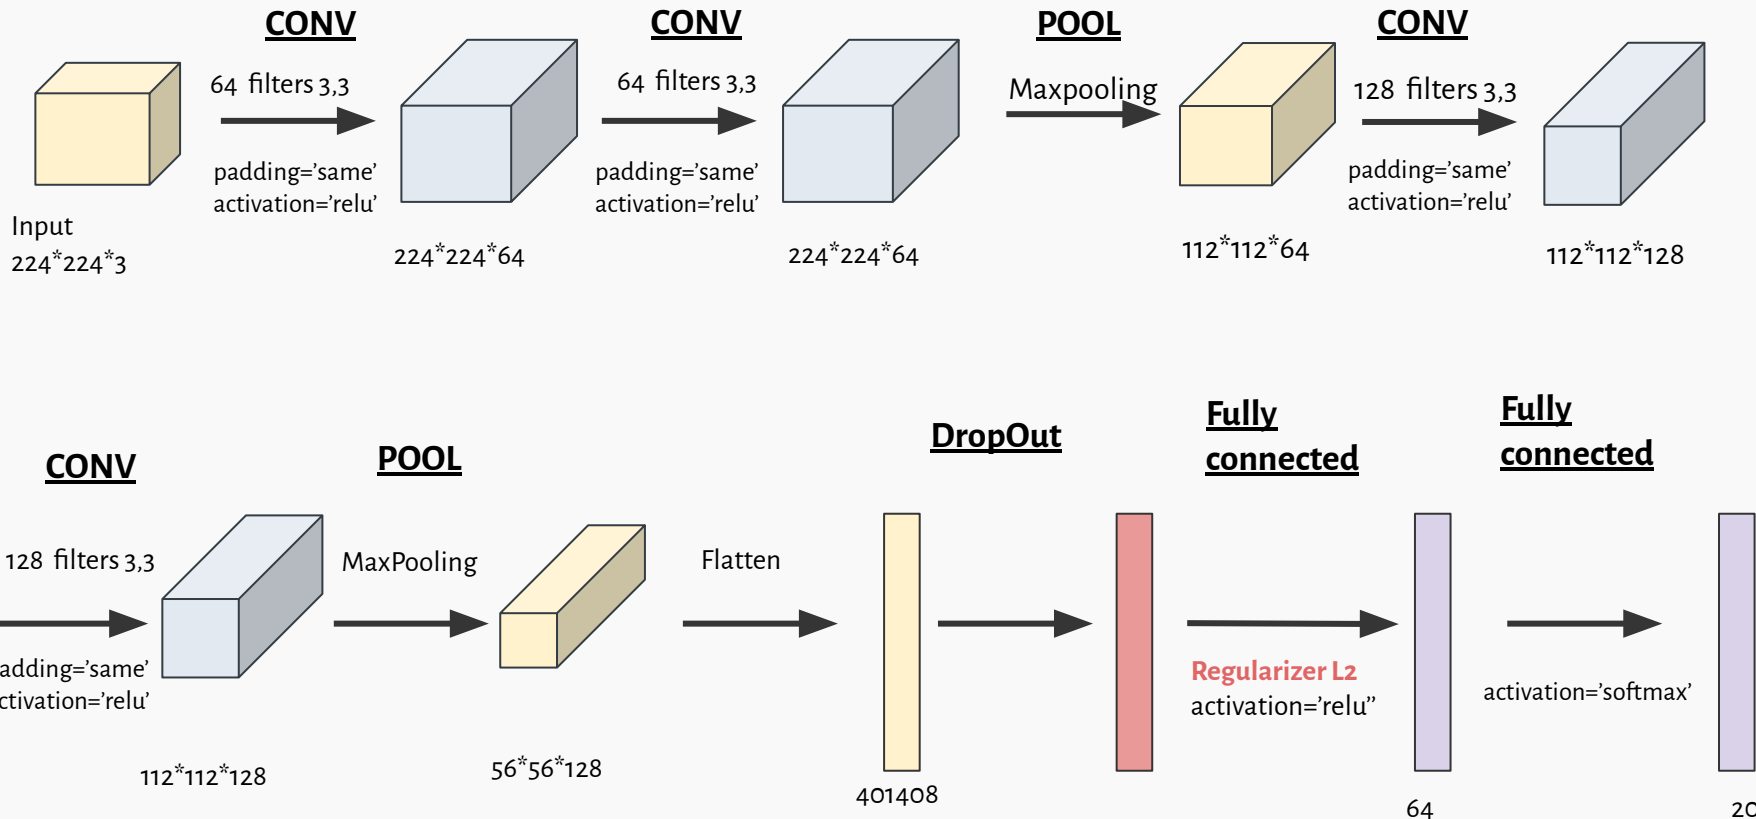 CONV
64 filters 3,3
padding=’same’
activation=’relu’
CONV
64 filters 3,3
padding=’same’
activation=’relu’
POOL
Maxpooling
CONV
128 filters 3,3
padding=’same’
activation=’relu’
Input
224*224*3
224*224*64
224*224*64
112*112*64
112*112*128
CONV
128 filters 3,3
adding=’same’
ctivation=’relu’
112*112*128
POOL
MaxPooling
56*56*128
Flatten
401408
DropOut
Fully
connected
Regularizer L2
activation=’relu”
64
Fully
connected
activation=’softmax’
20